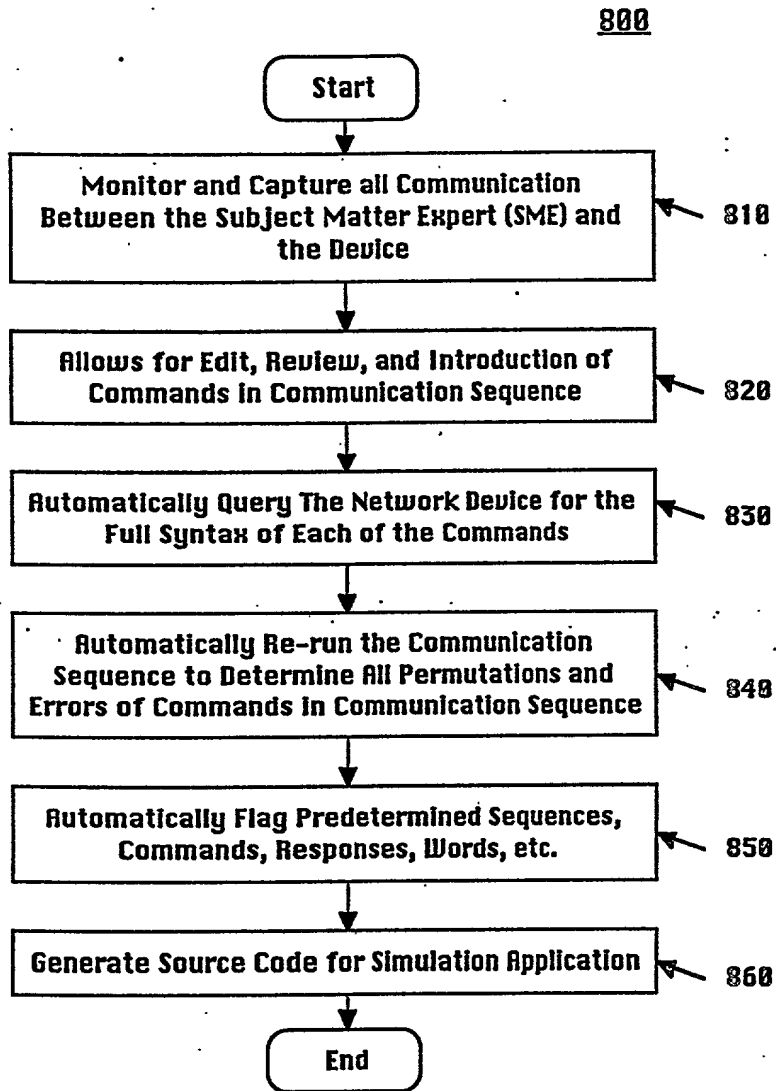 800
Start
Monitor and Capture all Communication
Between the Subject Matter Expert (SME) and
the Device
810
Allows for Edit, Review, and Introduction of
Commands in Communication Sequence
820
Automatically Query The Network Device for the
Full Syntax of Each of the Commands
830
Automatically Re-run the Communication
Sequence to Determine All Permutations and
Errors of Commands in Communication Sequence
840
Automatically Flag Predetermined Sequences,
Commands, Responses, Words, etc.
850
Generate Source Code for Simulation Application
860
End